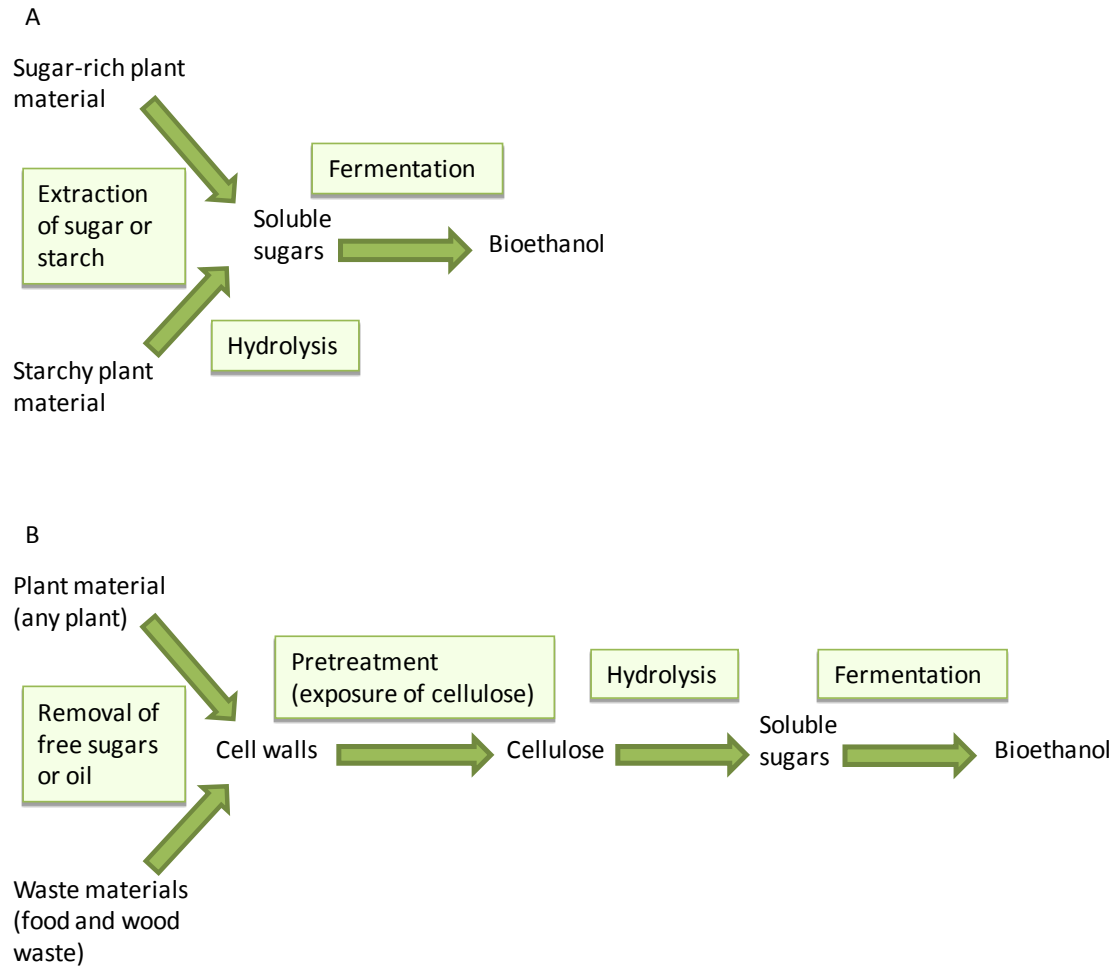 A
Sugar-rich plant
material
Fermentation
Extraction
of sugar or
starch
Soluble
sugars
Bioethanol
Hydrolysis
Starchy plant
material
B
Plant material
(any plant)
Pretreatment
(exposure of cellulose)
Hydrolysis
Fermentation
Removal of
free sugars
or oil
Cell walls
Cellulose
Soluble
sugars
Bioethanol
Waste materials
(food and wood
waste)